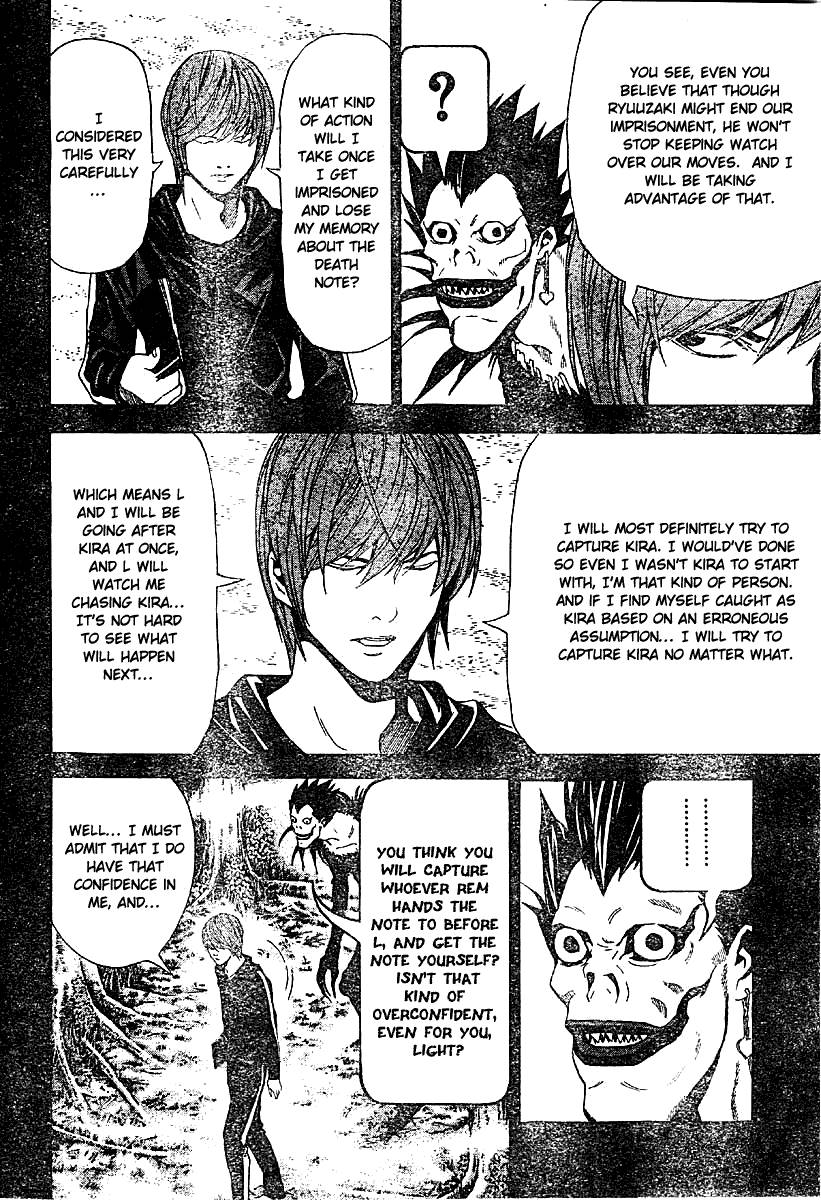 YOU SEE, EVEN YOU
BELIEVE THAT THOUGH
RYUUZAKI MIGHT END OUR
IMPRISONMENT, HE WON'T
STOP KEEPING WATCH
OVER OUR MOVES. AND I
WILL BE TAKING
ADVANTAGE OF THAT.
?
WHAT KIND
OF ACTION
WILL I
TAKE ONCE
I GET
IMPRISONED
AND LOSE
MY MEMORY
ABOUT THE
DEATH
NOTE?
I
CONSIDERED
THIS VERY
CAREFULLY
...
I WILL MOST DEFINITELY TRY TO
CAPTURE KIRA. I WOULD'VE DONE
SO EVEN I WASN'T KIRA TO START
WITH, I'M THAT KIND OF PERSON.
AND IF I FIND MYSELF CAUGHT AS
KIRA BASED ON AN ERRONEOUS
ASSUMPTION... I WILL TRY TO
CAPTURE KIRA NO MATTER WHAT.
WHICH MEANS L
AND I WILL BE
GOING AFTER
KIRA AT ONCE,
AND L WILL
WATCH ME
CHASING KIRA...
IT'S NOT HARD
TO SEE WHAT
WILL HAPPEN
NEXT...
......
......
YOU THINK YOU
WILL CAPTURE
WHOEVER REM
HANDS THE
NOTE TO BEFORE
L, AND GET THE
NOTE YOURSELF?
ISN'T THAT
KIND OF
OVERCONFIDENT,
EVEN FOR YOU,
LIGHT?
WELL... I MUST
ADMIT THAT I DO
HAVE THAT
CONFIDENCE IN
ME, AND...